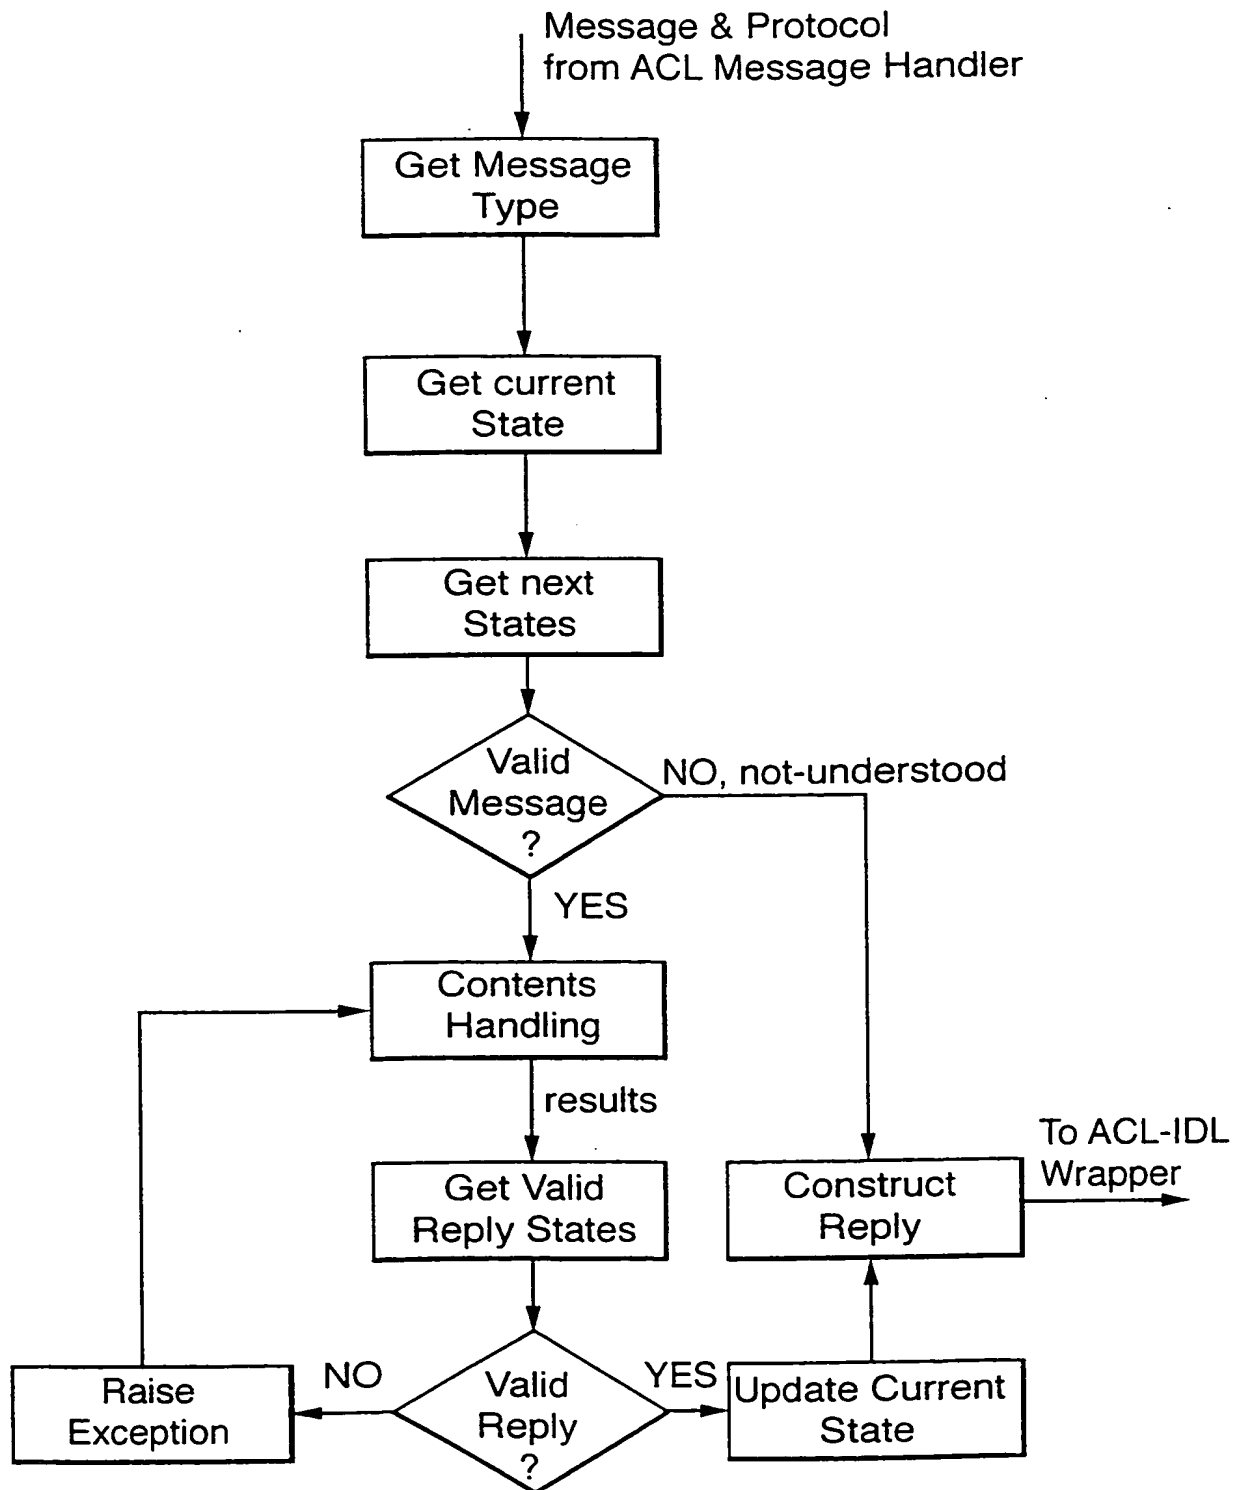 Message & Protocol
from ACL Message Handler
Get Message
Type
Get current
State
Get next
States
Valid
Message
?
NO, not-understood
YES
Contents
Handling
results
Get Valid
Reply States
Construct
Reply
To ACL-IDL
Wrapper
Raise
Exception
NO
Valid
Reply
?
YES
Update Current
State